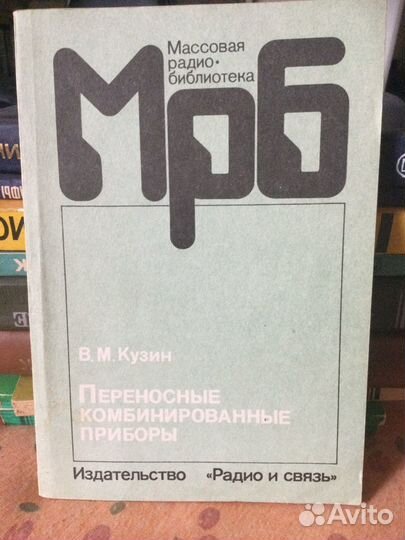 Массовая
радио-
библиотека
МРБ
В. М. Кузин
Переносные
комбинированные
приборы
Издательство «Радио и связь»
Avito